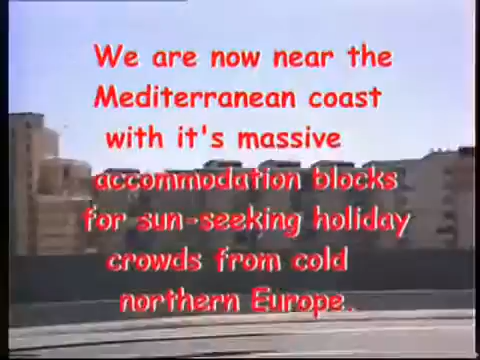 We are now near the
Mediterranean coast
with it's massive
accommodation blocks
for sun-seeking holiday
crowds from cold
northern Europe..